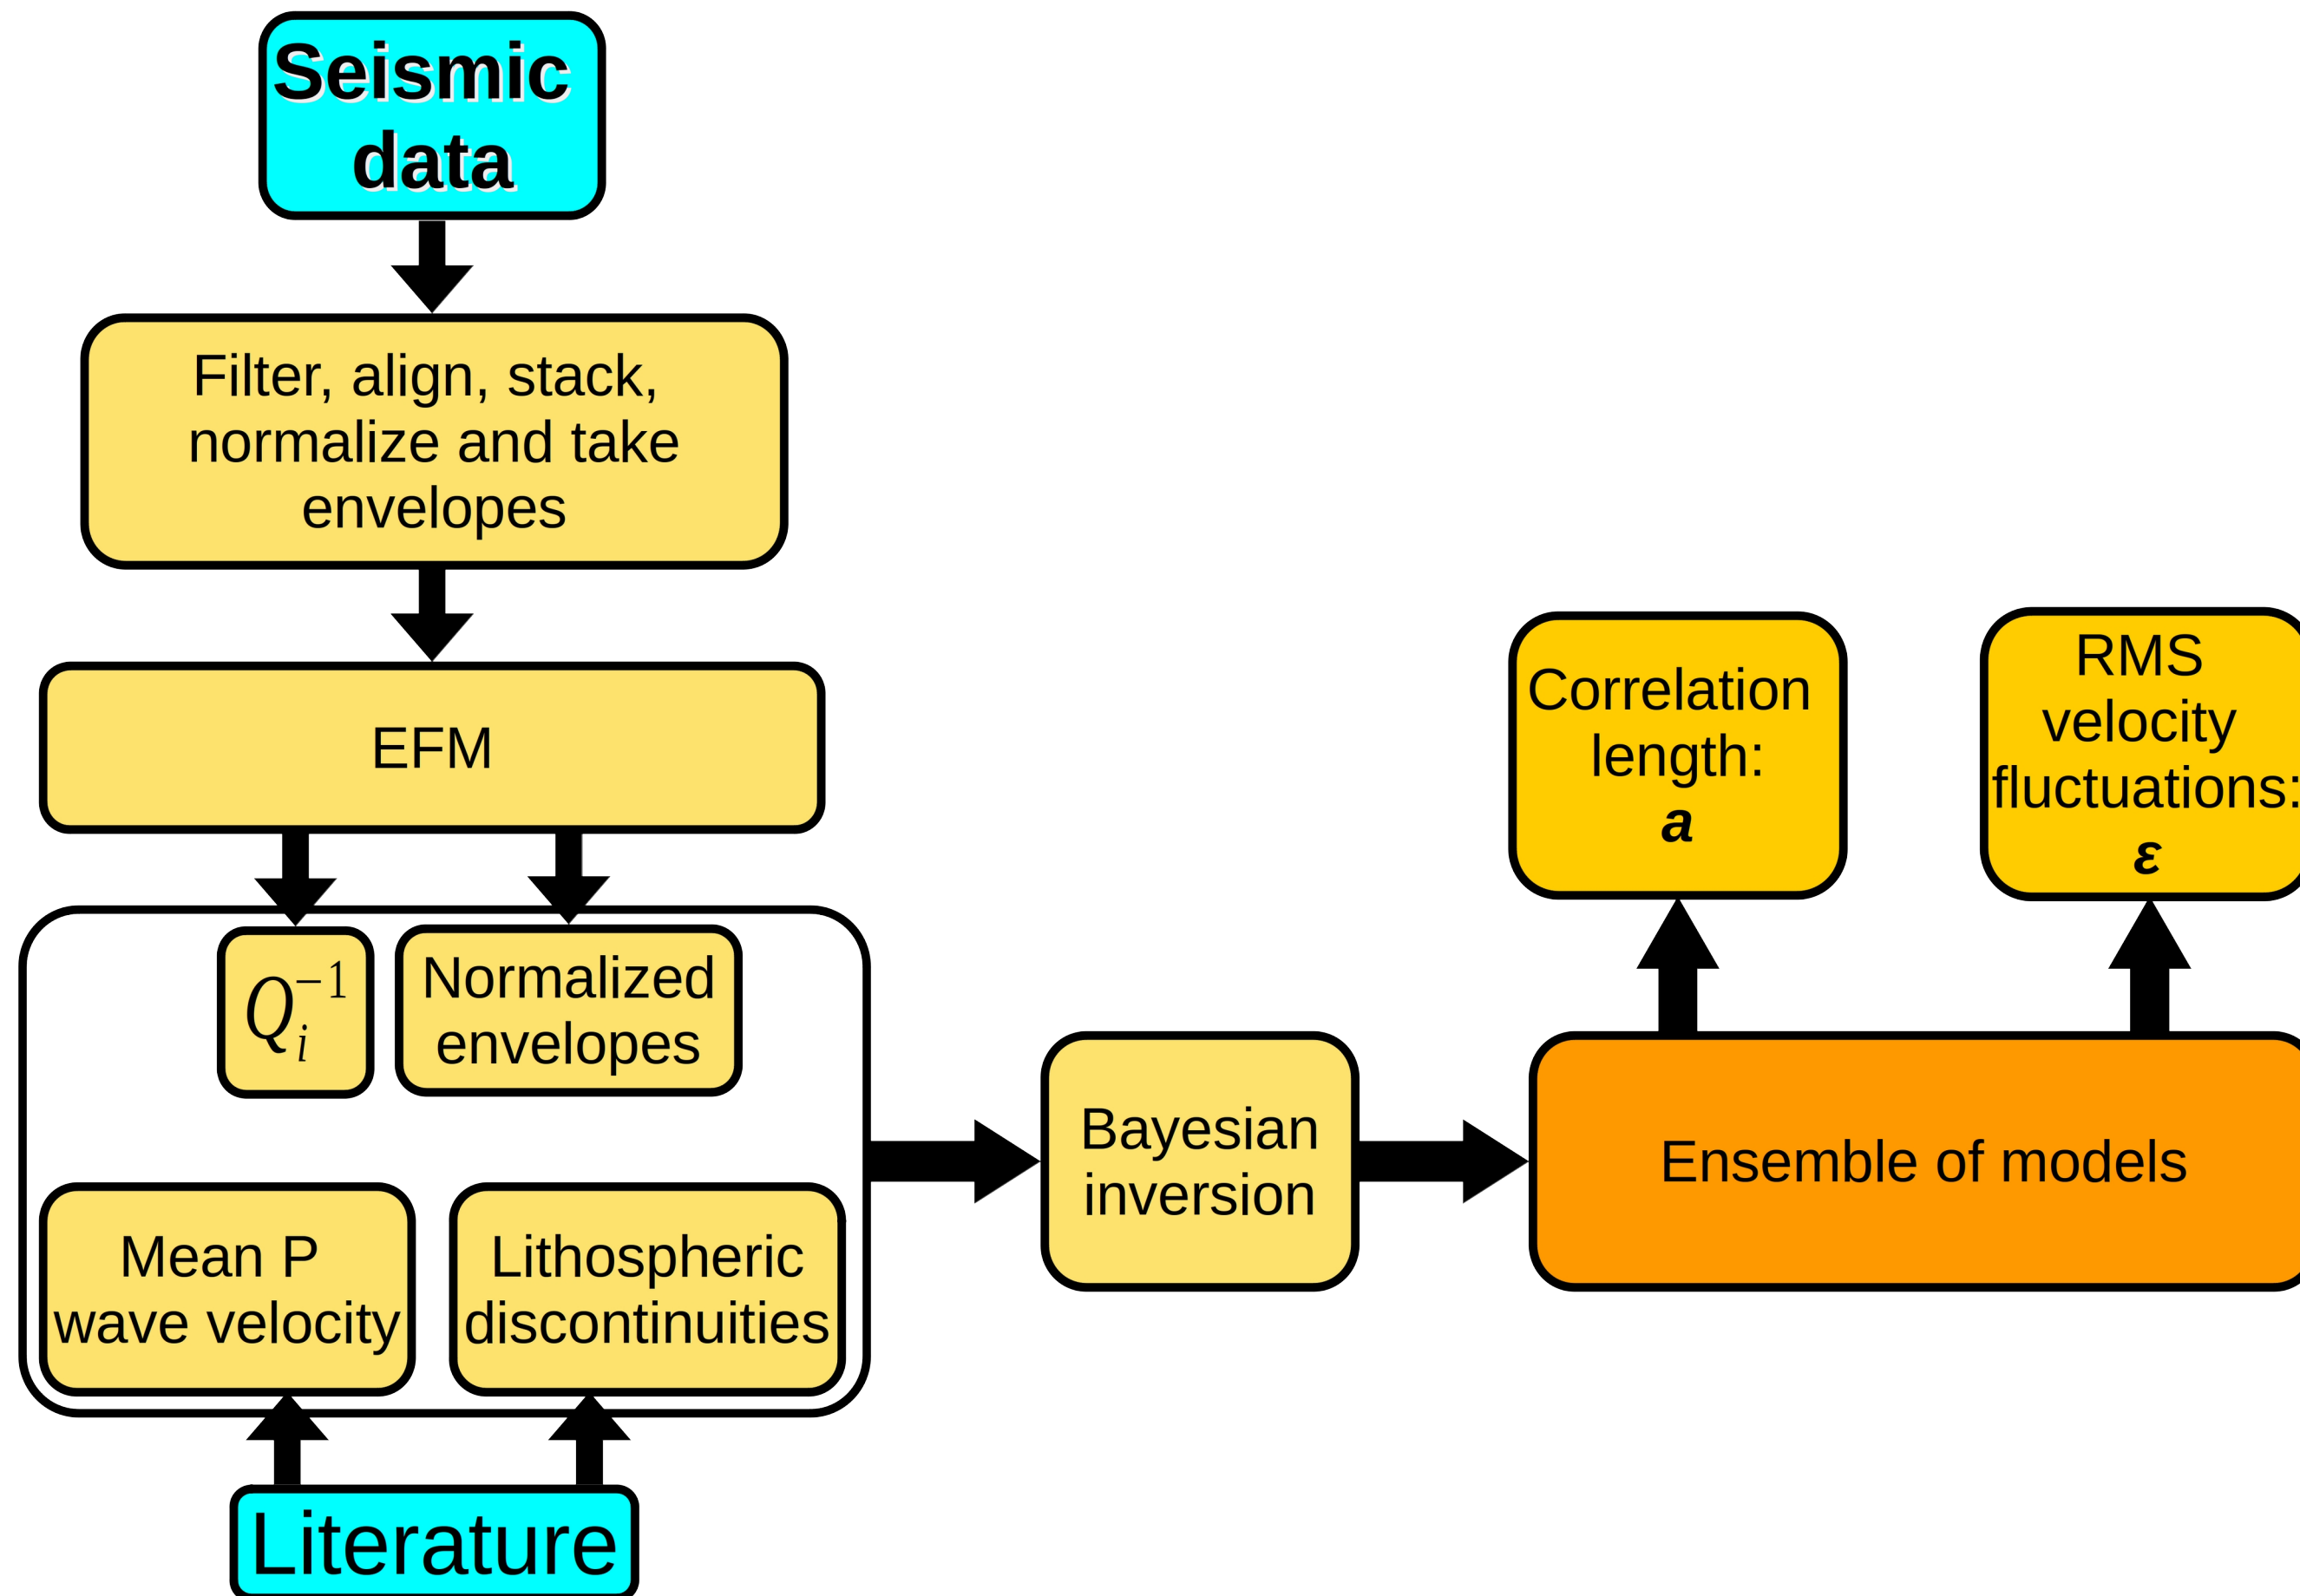 Seismic
data
Filter, align, stack,
normalize and take
envelopes
EFM
Q_i^{-1}
Normalized
envelopes
Mean P
wave velocity
Lithospheric
discontinuities
Literature
Bayesian
inversion
Ensemble of models
Correlation
length:
a
RMS
velocity
fluctuations:
ε